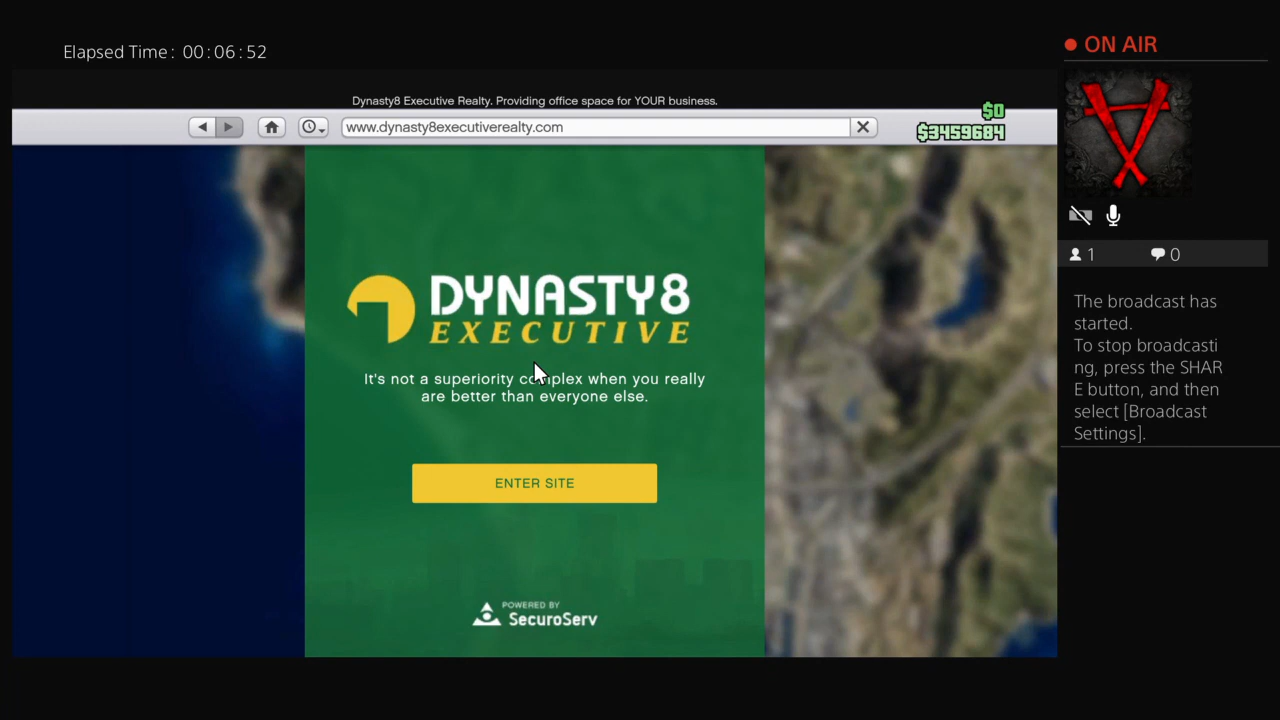 Elapsed Time: 00:06:52
ON AIR
Dynasty8 Executive Realty. Providing office space for YOUR business.
www.dynasty8executiverealty.com
$0
$3459684
DYNASTY8
EXECUTIVE
It's not a superiority complex when you really
are better than everyone else.
ENTER SITE
POWERED BY
SecuroServ
1
0
The broadcast has
started.
To stop broadcasti
ng, press the SHAR
E button, and then
select [Broadcast
Settings].